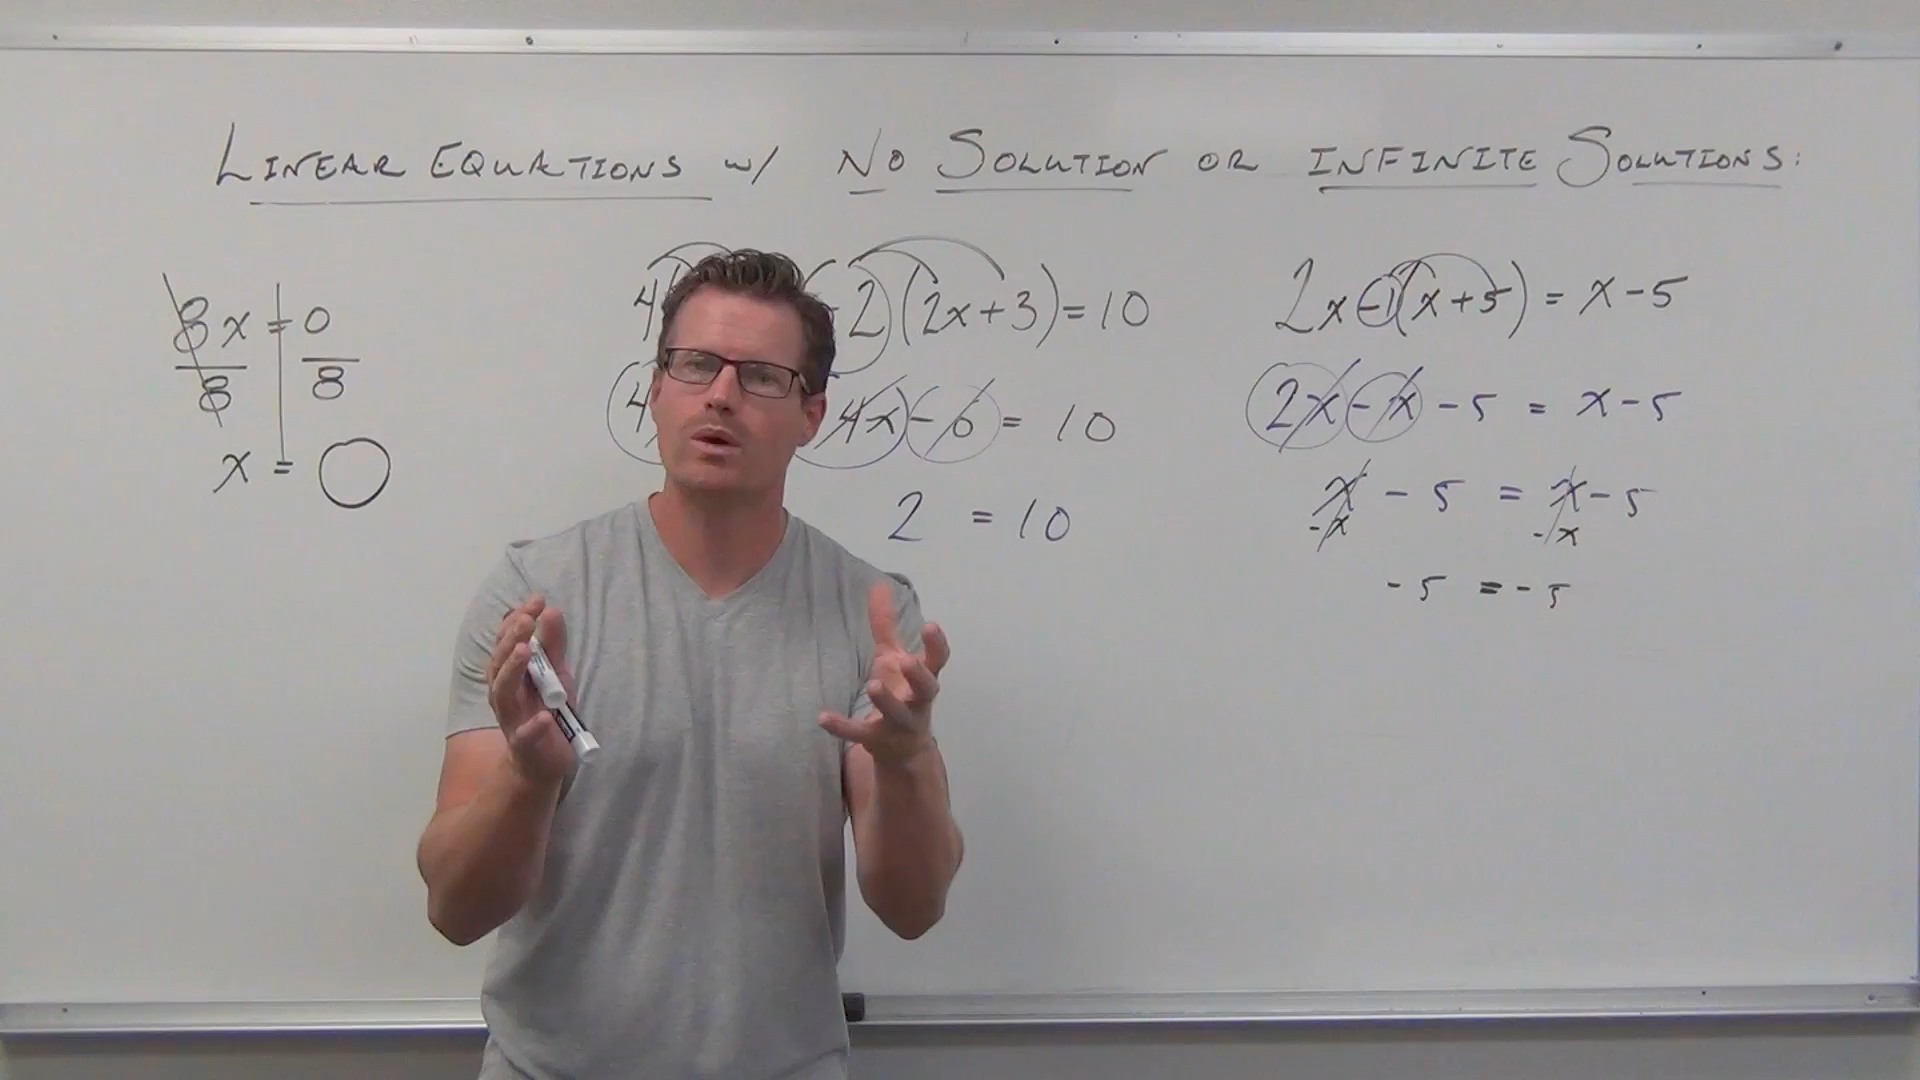 LINEAR EQUATIONS w/ NO SOLUTION OR INFINITE SOLUTIONS:
8x = 0
8 8
x = 0
4 -2(2x+3) = 10
4 4x - 6 = 10
2 = 10
2x-1(x+5) = x-5
2x - x - 5 = x-5
x - 5 = x - 5
-x -x
-5 = -5